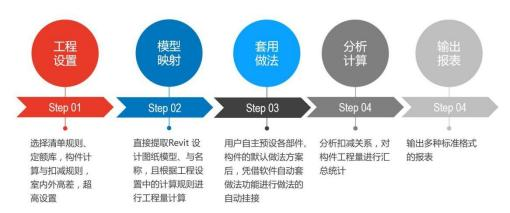 工程
设置
模型
映射
套用
做法
分析
计算
输出
报表
Step 01
Step 02
Step 03
Step 04
Step 04
选择清单规则、
定额库，构件计
算与扣减规则，
室内外高差，超
高设置
直接提取Revit 设
计图纸模型、与名
称，且根据工程设
置中的计算规则进
行工程量计算
用户自主预设各部件、
构件的默认做法方案
后，凭借软件自动套
做法功能进行做法的
自动挂接
分析扣减关系，对
构件工程量进行汇
总统计
输出多种标准格式
的报表